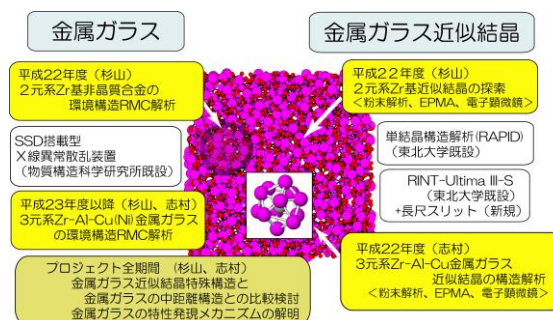 金属ガラス
金属ガラス近似結晶
平成22年度（杉山）
2元系Zr基非晶質合金の
環境構造RMC解析
SSD搭載型
X線異常散乱装置
（物質構造科学研究所既設）
平成23年度以降（杉山、志村）
3元系Zr-Al-Cu(Ni)金属ガラス
の環境構造RMC解析
プロジェクト全期間　（杉山、志村）
金属ガラス近似結晶特殊構造と
金属ガラスの中距離構造との比較検討
金属ガラスの特性発現メカニズムの解明
平成22年度（杉山）
2元系Zr基近似結晶の探索
＜粉末解析、EPMA、電子顕微鏡＞
単結晶構造解析(RAPID)
（東北大学既設）
RINT-Ultima III-S
（東北大学既設）
+長尺スリット（新規）
平成22年度（志村）
3元系Zr-Al-Cu金属ガラス
近似結晶の構造解析
＜粉末解析、EPMA、電子顕微鏡＞